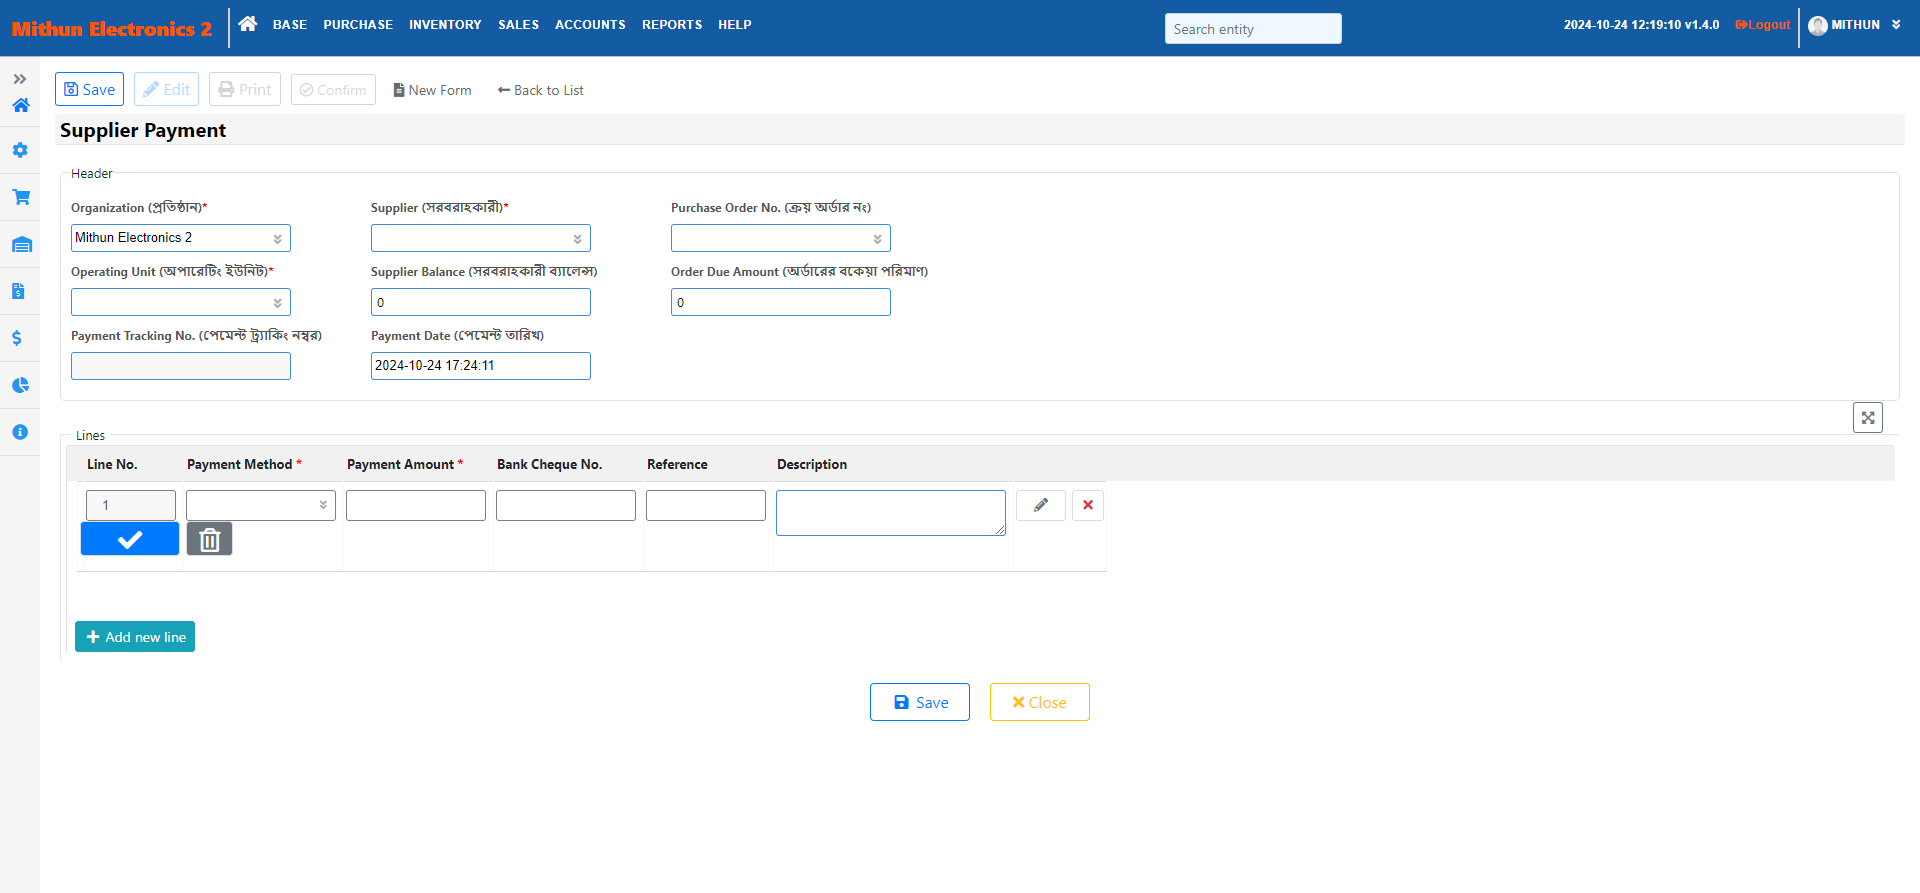 Mithun Electronics 2
BASE PURCHASE INVENTORY SALES ACCOUNTS REPORTS HELP
Search entity
2024-10-24 12:19:10 v1.4.0 Logout MITHUN
Save Edit Print Confirm New Form Back to List
Supplier Payment
Header
Organization (প্রতিষ্ঠান)* Supplier (সরবরাহকারী)* Purchase Order No. (ক্রয় অর্ডার নং)
Mithun Electronics 2
Operating Unit (অপারেটিং ইউনিট)* Supplier Balance (সরবরাহকারী ব্যালেন্স) Order Due Amount (অর্ডারের বকেয়া পরিমাণ)
0 0
Payment Tracking No. (পেমেন্ট ট্র্যাকিং নম্বর) Payment Date (পেমেন্ট তারিখ)
2024-10-24 17:24:11
Lines
Line No. Payment Method * Payment Amount * Bank Cheque No. Reference Description
1
Add new line
Save Close